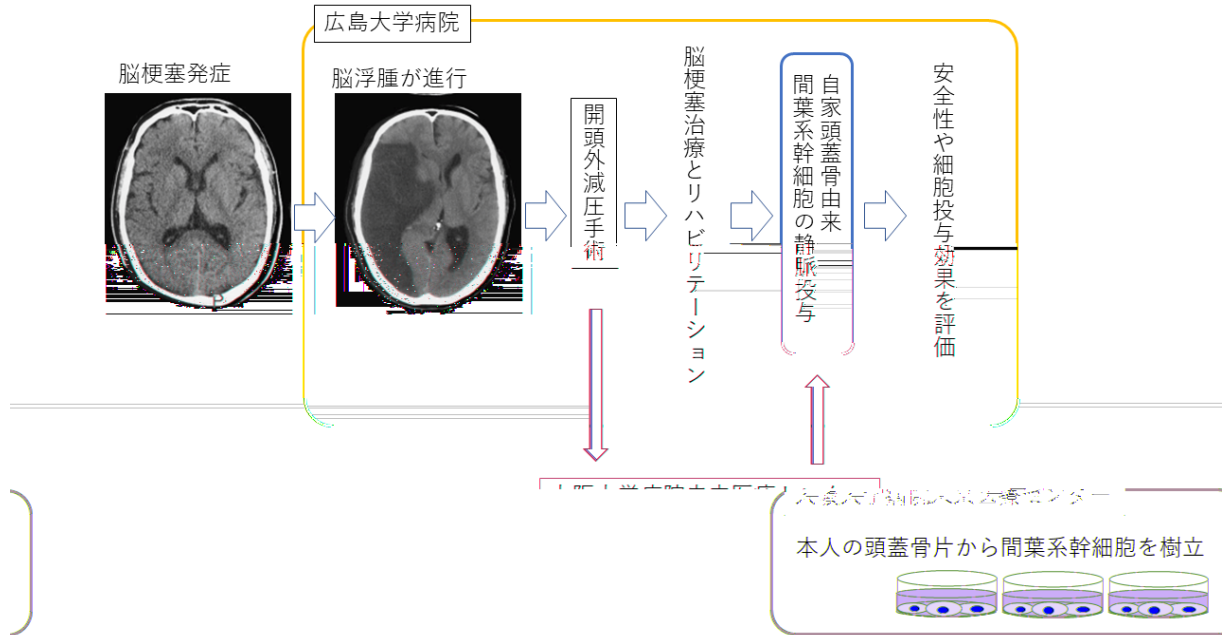 広島大学病院
脳梗塞発症
脳浮腫が進行
開頭外減圧手術
脳梗塞治療とリハビリテーション
自家頭蓋骨由来
間葉系幹細胞の静脈投与
安全性や細胞投与効果を評価
本人の頭蓋骨片から間葉系幹細胞を樹立